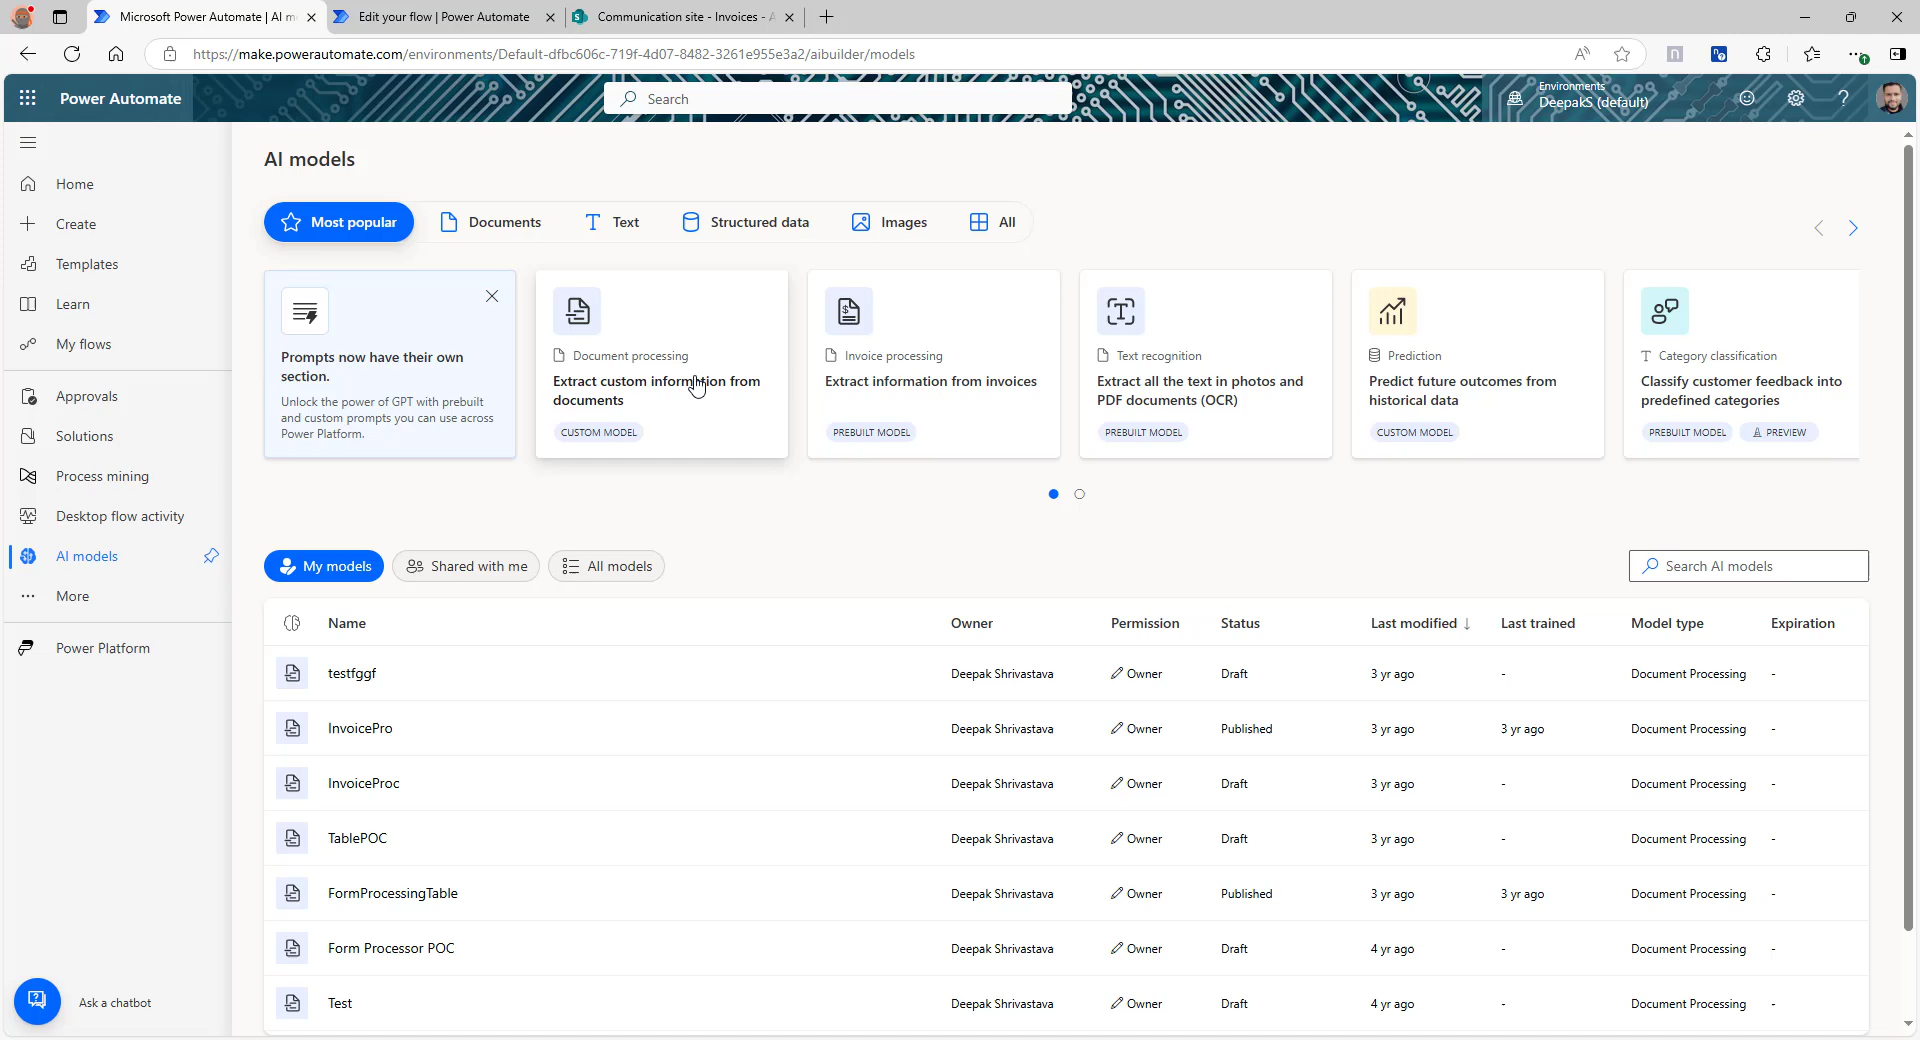 Microsoft Power Automate | AI m
Edit your flow | Power Automate
Communication site - Invoices - A
https://make.powerautomate.com/environments/Default-dfbc606c-719f-4d07-8482-3261e955e3a2/aibuilder/models
Power Automate
Search
Environments
DeepakS (default)
Home
Create
Templates
Learn
My flows
Approvals
Solutions
Process mining
Desktop flow activity
AI models
More
Power Platform
Ask a chatbot
AI models
Most popular
Documents
Text
Structured data
Images
All
Prompts now have their own
section.
Unlock the power of GPT with prebuilt
and custom prompts you can use across
Power Platform.
Document processing
Extract custom information from
documents
CUSTOM MODEL
Invoice processing
Extract information from invoices
PREBUILT MODEL
Text recognition
Extract all the text in photos and
PDF documents (OCR)
PREBUILT MODEL
Prediction
Predict future outcomes from
historical data
CUSTOM MODEL
Category classification
Classify customer feedback into
predefined categories
PREBUILT MODEL PREVIEW
My models
Shared with me
All models
Search AI models
Name Owner Permission Status Last modified ↓ Last trained Model type Expiration
testfggf Deepak Shrivastava Owner Draft 3 yr ago - Document Processing -
InvoicePro Deepak Shrivastava Owner Published 3 yr ago 3 yr ago Document Processing -
InvoiceProc Deepak Shrivastava Owner Draft 3 yr ago - Document Processing -
TablePOC Deepak Shrivastava Owner Draft 3 yr ago - Document Processing -
FormProcessingTable Deepak Shrivastava Owner Published 3 yr ago 3 yr ago Document Processing -
Form Processor POC Deepak Shrivastava Owner Draft 4 yr ago - Document Processing -
Test Deepak Shrivastava Owner Draft 4 yr ago - Document Processing -